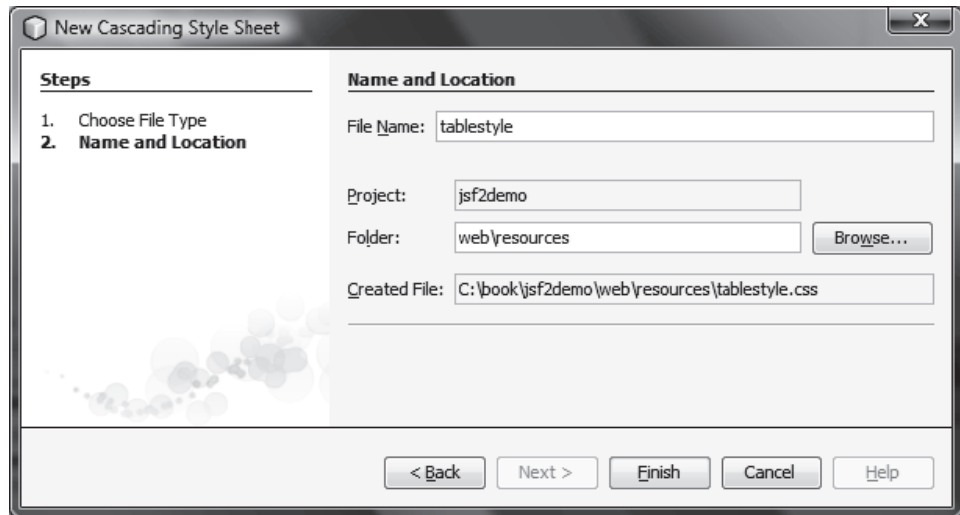 New Cascading Style Sheet
X
Steps
1. Choose File Type
2. Name and Location
Name and Location
File Name: tablestyle
Project: jsf2demo
Folder: web\resources Browse...
Created File: C:\book\jsf2demo\web\resources\tablestyle.css
< Back Next > Finish Cancel Help